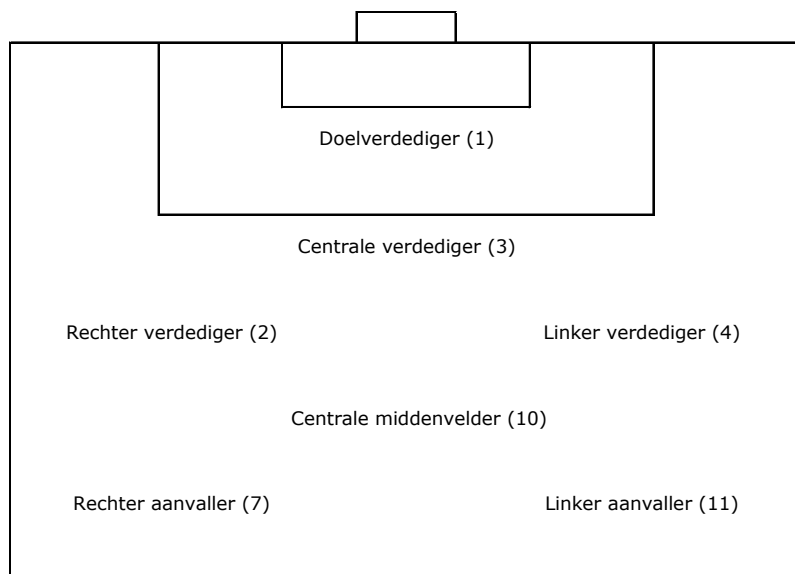 Doelverdediger (1)
Centrale verdediger (3)
Rechter verdediger (2)
Linker verdediger (4)
Centrale middenvelder (10)
Rechter aanvaller (7)
Linker aanvaller (11)